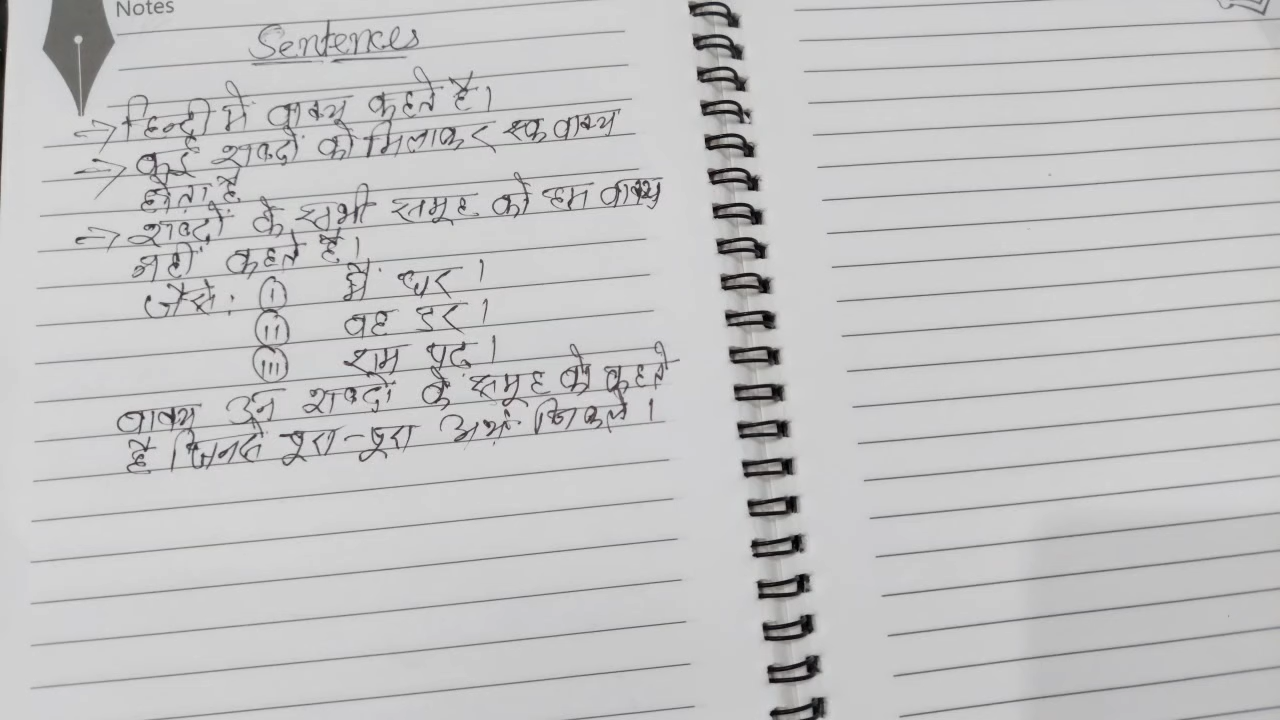 Notes
Sentences
→ हिन्दी में वाक्य कहते है।
→ कई शब्दों को मिलाकर एक वाक्य
होता है
→ शब्दों के सभी समूह को हम वाक्य
नहीं कहते है।
जैसे: (i) मैं घर।
(ii) वह डर।
(iii) राम पढ़।
वाक्य उन शब्दों के समूह को कहते
है जिनसे पूरा-पूरा अर्थ निकले।